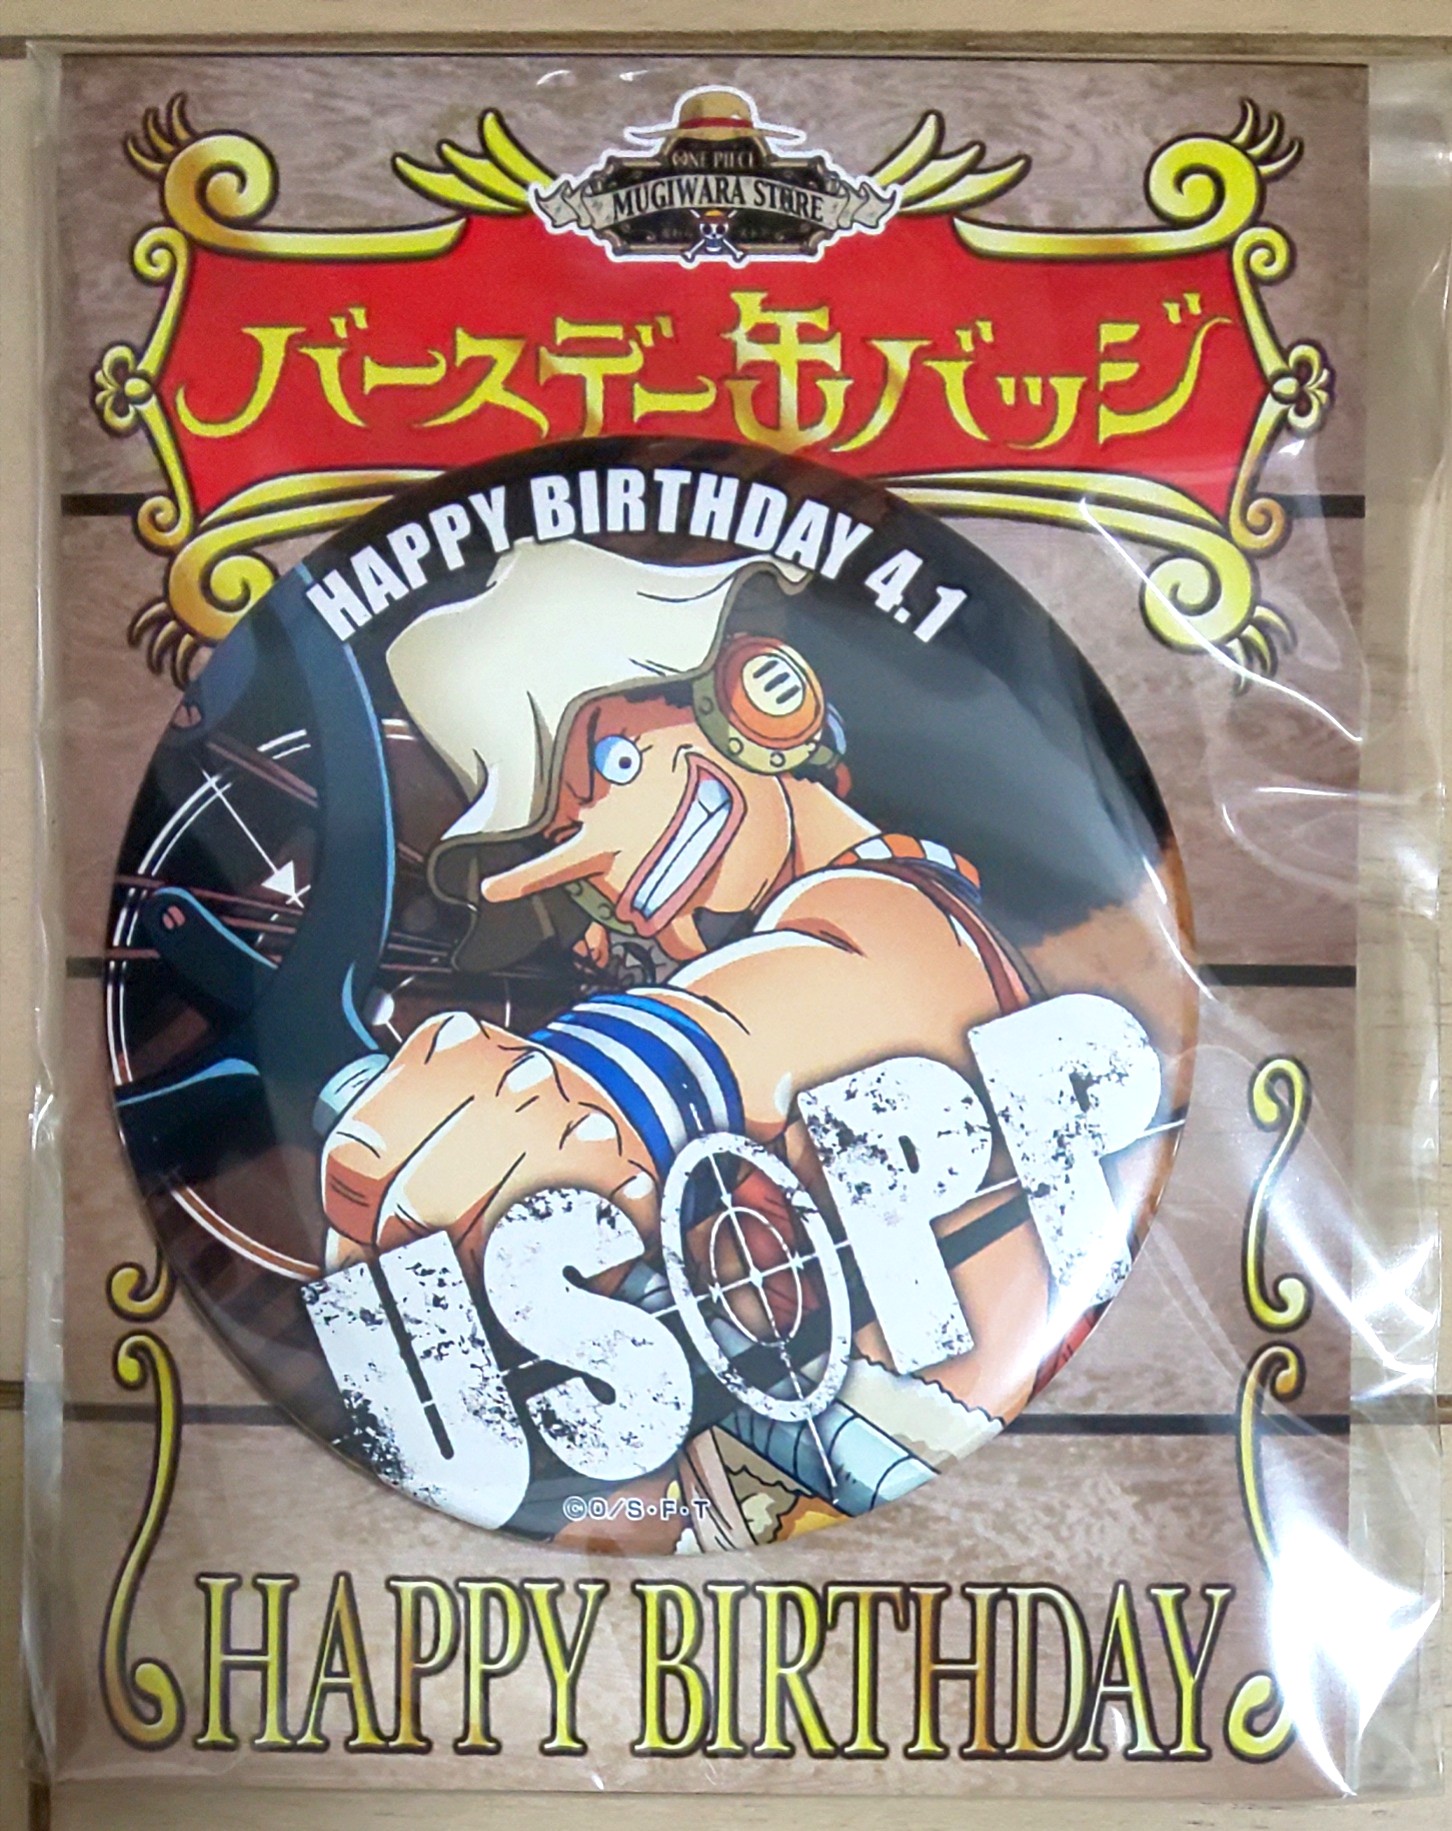 ONE PIECE
MUGIWARA STORE
バースデー缶バッジ
HAPPY BIRTHDAY 4.1
USOPP
©O/S・F・T
HAPPY BIRTHDAY